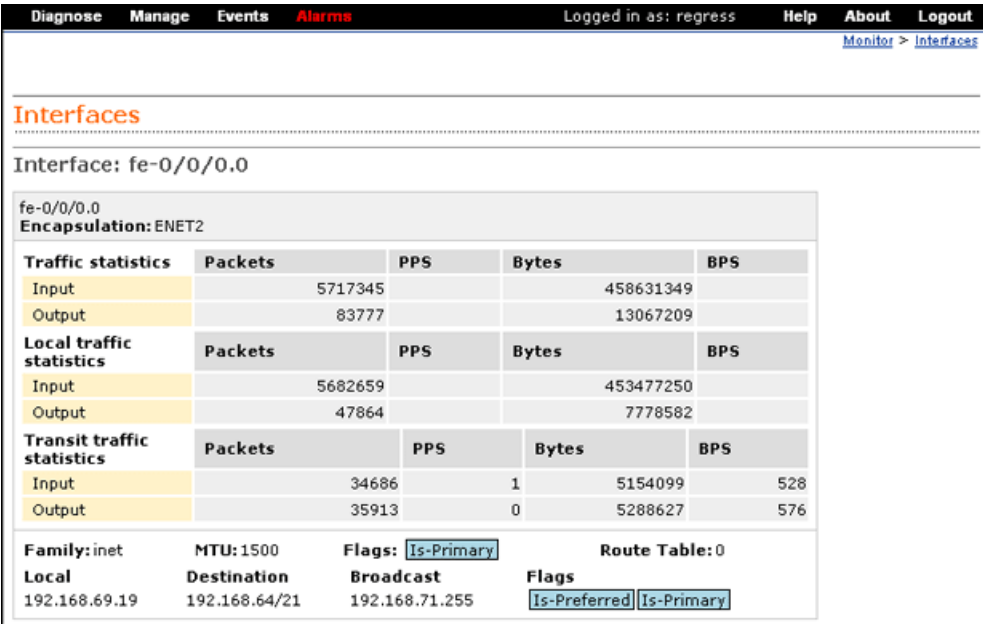 Diagnose Manage Events Alarms Logged in as: regress Help About Logout
Monitor > Interfaces
Interfaces
Interface: fe-0/0/0.0
fe-0/0/0.0
Encapsulation: ENET2
Traffic statistics Packets PPS Bytes BPS
Input 5717345 458631349
Output 83777 13067209
Local traffic
statistics Packets PPS Bytes BPS
Input 5682659 453477250
Output 47864 7778582
Transit traffic
statistics Packets PPS Bytes BPS
Input 34686 1 5154099 528
Output 35913 0 5288627 576
Family: inet MTU: 1500 Flags: Is-Primary Route Table: 0
Local Destination Broadcast Flags
192.168.69.19 192.168.64/21 192.168.71.255 Is-Preferred Is-Primary